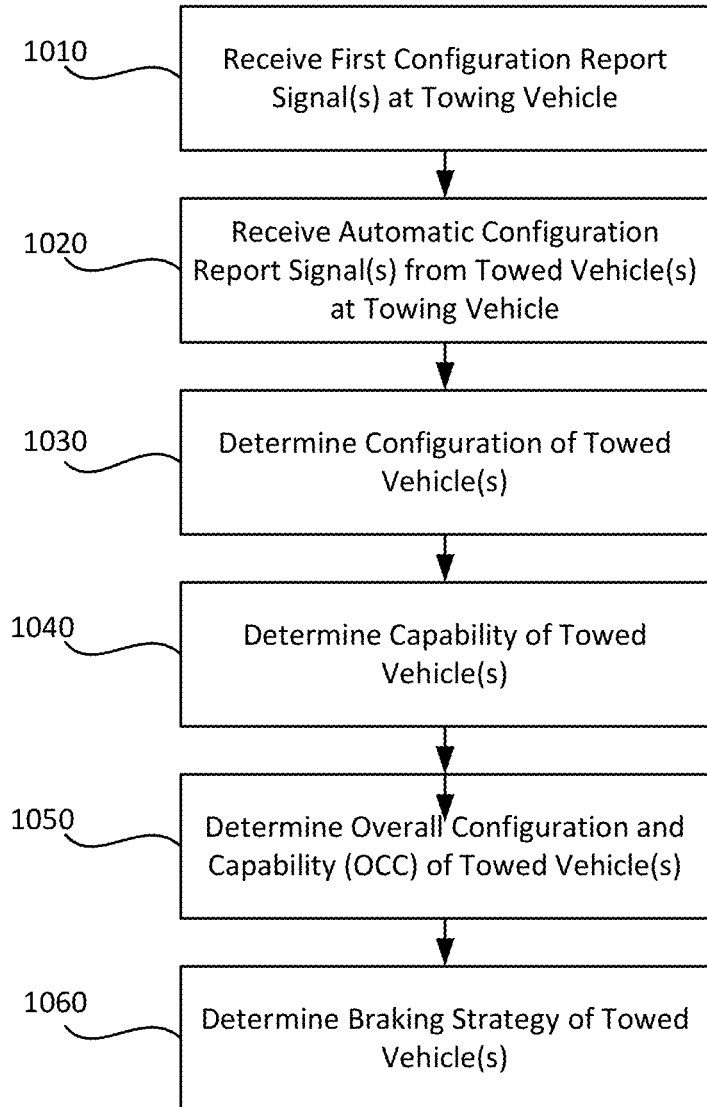 1010
Receive First Configuration Report
Signal(s) at Towing Vehicle
1020
Receive Automatic Configuration
Report Signal(s) from Towed Vehicle(s)
at Towing Vehicle
1030
Determine Configuration of Towed
Vehicle(s)
1040
Determine Capability of Towed
Vehicle(s)
1050
Determine Overall Configuration and
Capability (OCC) of Towed Vehicle(s)
1060
Determine Braking Strategy of Towed
Vehicle(s)